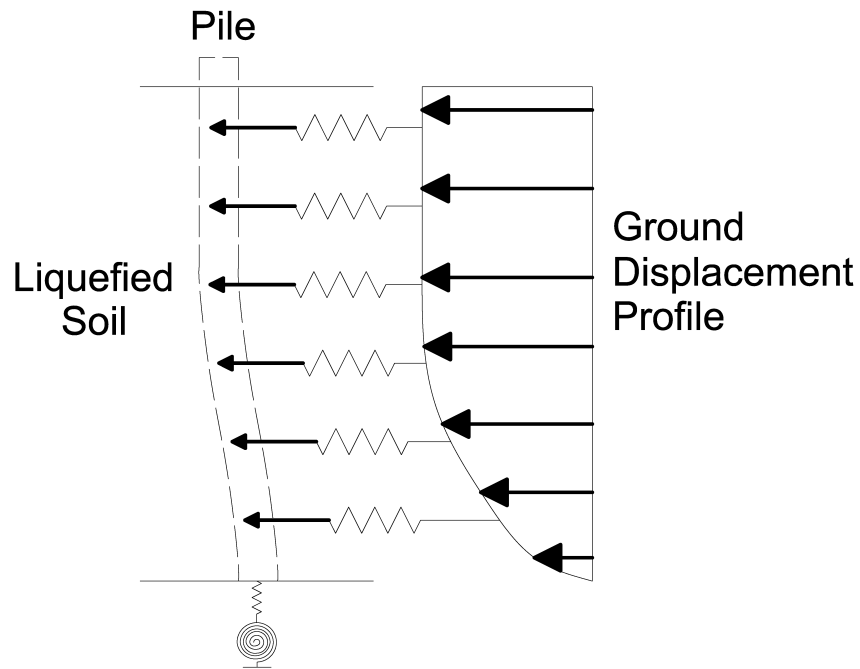 Pile
Liquefied
Soil
Ground
Displacement
Profile